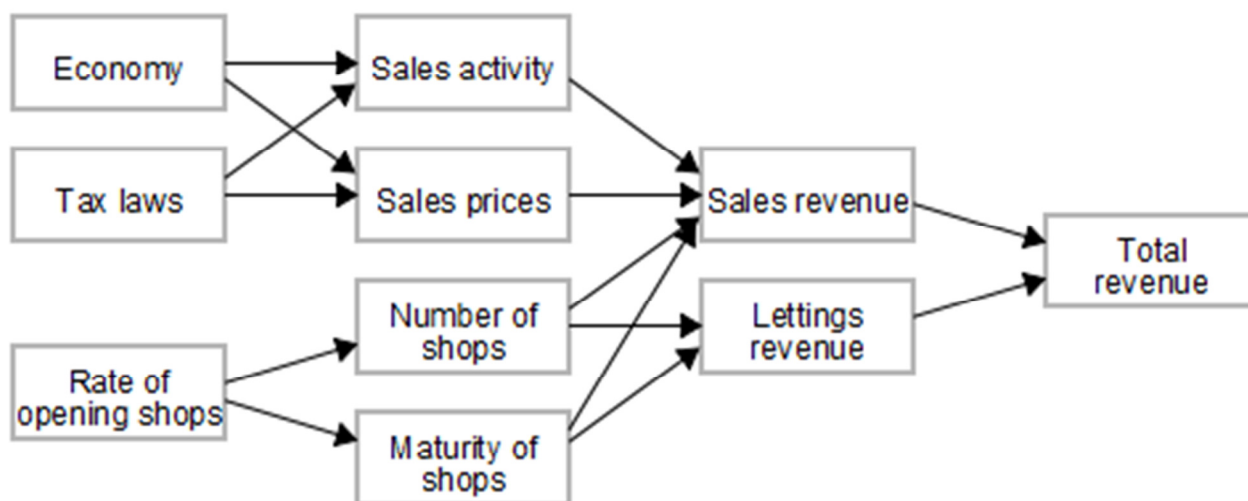 Economy
Sales activity
Tax laws
Sales prices
Sales revenue
Total
revenue
Number of
shops
Lettings
revenue
Rate of
opening shops
Maturity of
shops